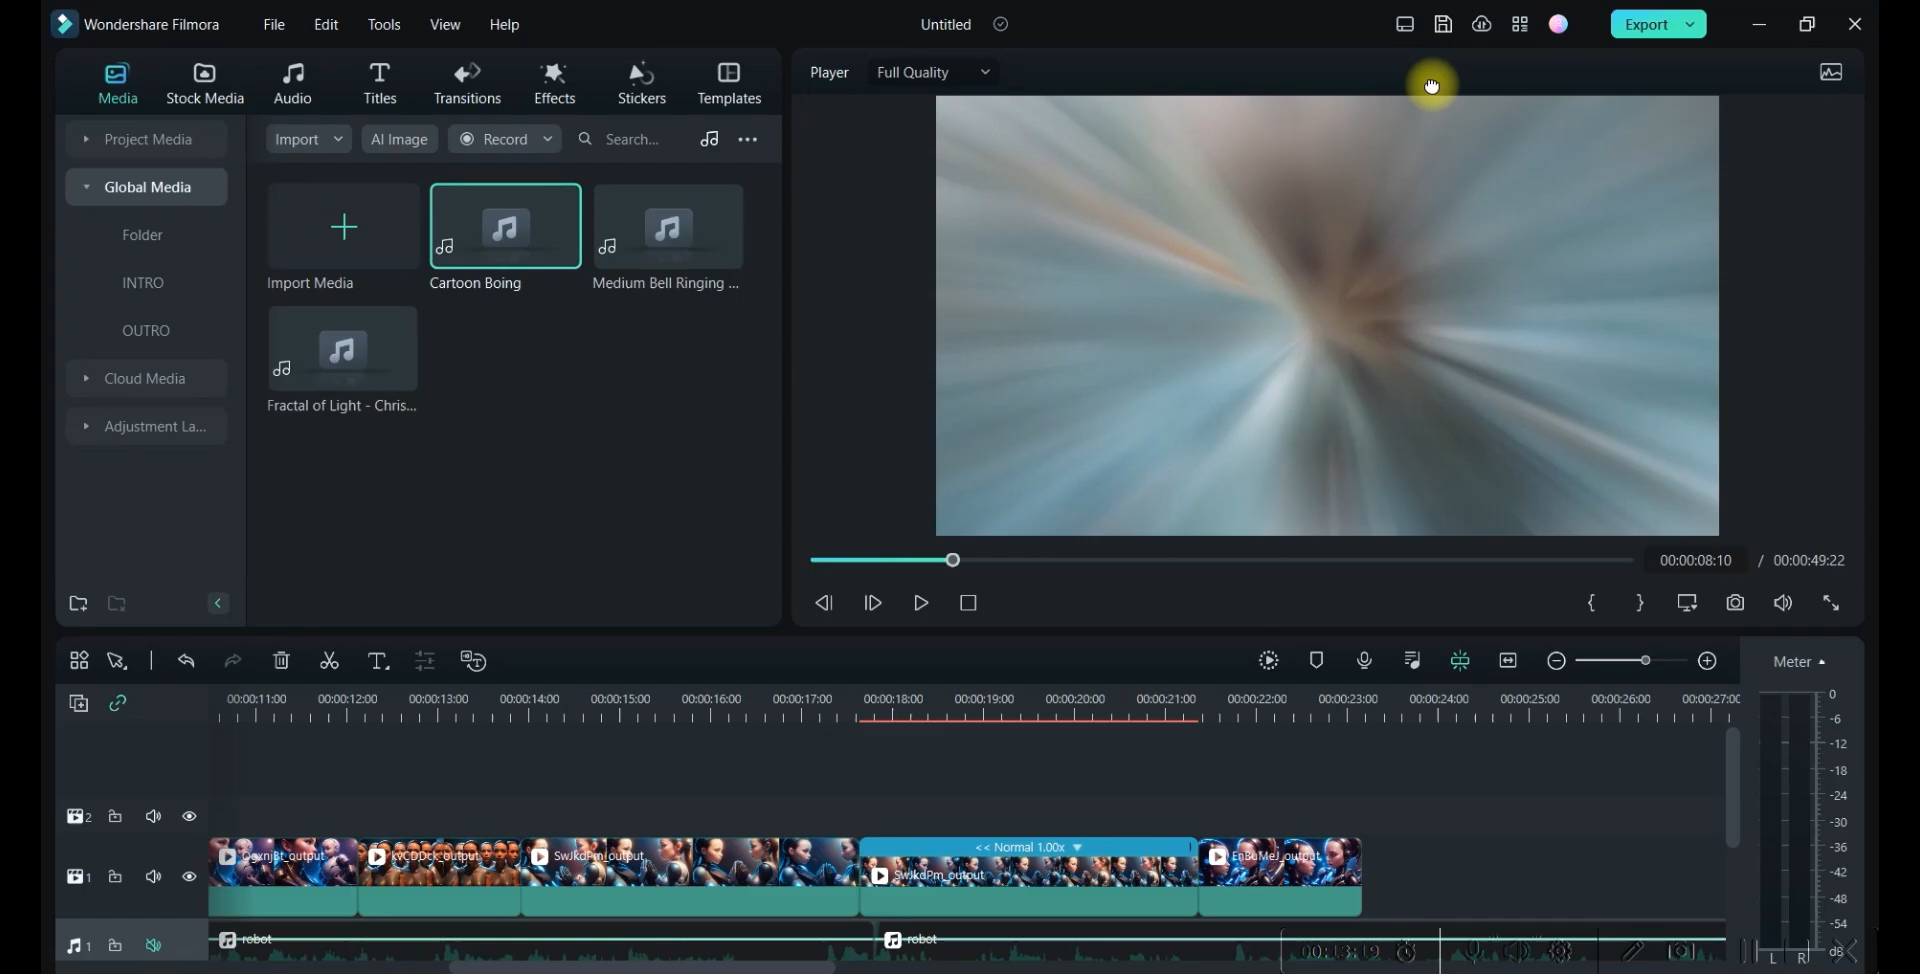 Wondershare Filmora File Edit Tools View Help Untitled Export
Media Stock Media Audio Titles Transitions Effects Stickers Templates
Player Full Quality
Project Media
Import AI Image Record Search...
Global Media
Folder
INTRO
OUTRO
Cloud Media
Adjustment La...
Import Media Cartoon Boing Medium Bell Ringing ...
Fractal of Light - Chris...
00:00:08:10 / 00:00:49:22
{ }
Meter
00:00:11:00 00:00:12:00 00:00:13:00 00:00:14:00 00:00:15:00 00:00:16:00 00:00:17:00 00:00:18:00 00:00:19:00 00:00:20:00 00:00:21:00 00:00:22:00 00:00:23:00 00:00:24:00 00:00:25:00 00:00:26:00 00:00:27:00
0
-6
-12
-18
-24
-30
-36
-42
-48
-54
dB
2
<< Normal 1.00x
OgxnjBt_output kvCDDck_output SwJkdPm_output SwJkdPm_output EnBuMeJ_output
1
1 robot robot
00:13:19
L R